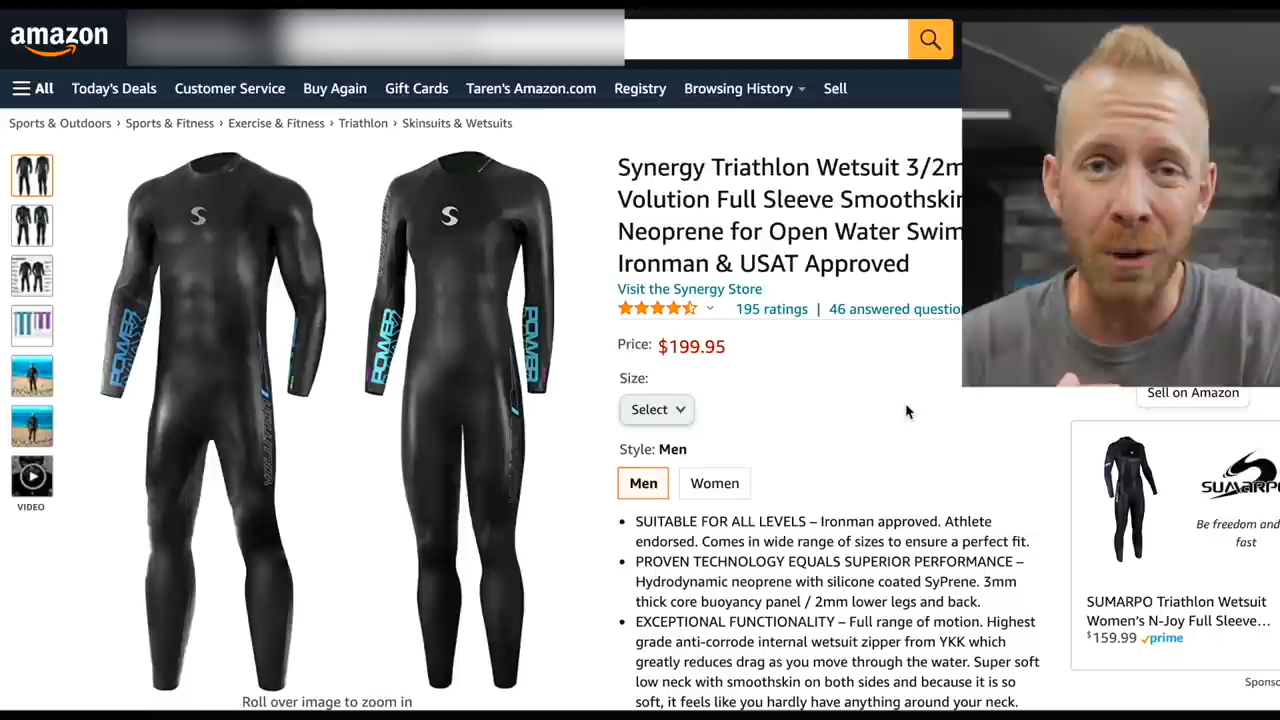 amazon
All
Today's Deals
Customer Service
Buy Again
Gift Cards
Taren's Amazon.com
Registry
Browsing History
Sell
Sports & Outdoors › Sports & Fitness › Exercise & Fitness › Triathlon › Skinsuits & Wetsuits
Synergy Triathlon Wetsuit 3/2m
Volution Full Sleeve Smoothskin
Neoprene for Open Water Swim
Ironman & USAT Approved
Visit the Synergy Store
195 ratings | 46 answered questio
Price: $199.95
Size:
Select
Style: Men
Men
Women
• SUITABLE FOR ALL LEVELS – Ironman approved. Athlete
endorsed. Comes in wide range of sizes to ensure a perfect fit.
• PROVEN TECHNOLOGY EQUALS SUPERIOR PERFORMANCE –
Hydrodynamic neoprene with silicone coated SyPrene. 3mm
thick core buoyancy panel / 2mm lower legs and back.
• EXCEPTIONAL FUNCTIONALITY – Full range of motion. Highest
grade anti-corrode internal wetsuit zipper from YKK which
greatly reduces drag as you move through the water. Super soft
low neck with smoothskin on both sides and because it is so
soft, it feels like you hardly have anything around your neck.
VIDEO
POWER
VOLUTION
POWER
POWER
Roll over image to zoom in
Sell on Amazon
SUMARPO
Be freedom and
fast
SUMARPO Triathlon Wetsuit
Women's N-Joy Full Sleeve...
$159.99 prime
Sponso